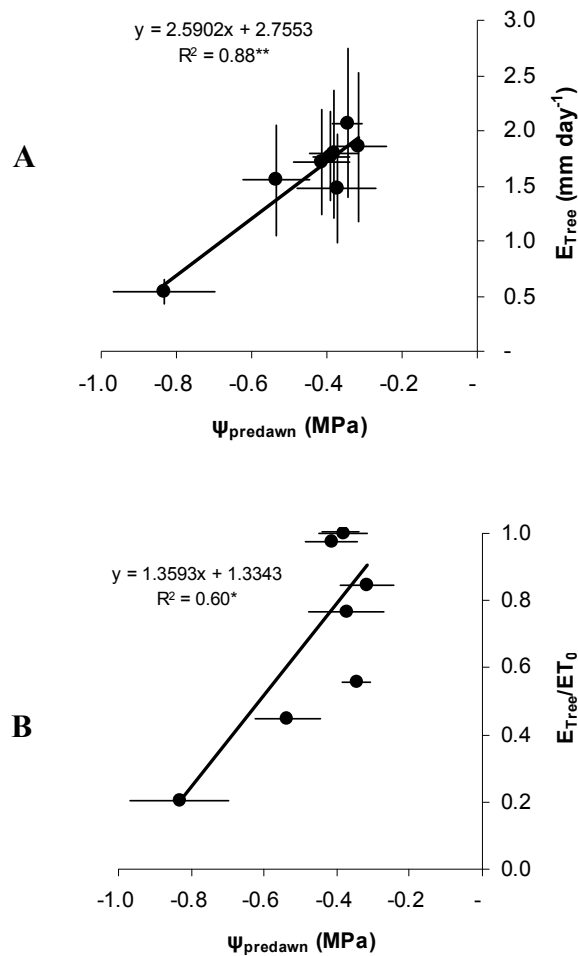 y = 2.5902x + 2.7553
R² = 0.88**
A
3.0
2.5
2.0
1.5
1.0
0.5
-
E_Tree (mm day⁻¹)
-1.0 -0.8 -0.6 -0.4 -0.2 -
ψ_predawn (MPa)
y = 1.3593x + 1.3343
R² = 0.60*
B
1.0
0.8
0.6
0.4
0.2
0.0
E_Tree/ET₀
-1.0 -0.8 -0.6 -0.4 -0.2 -
ψ_predawn (MPa)